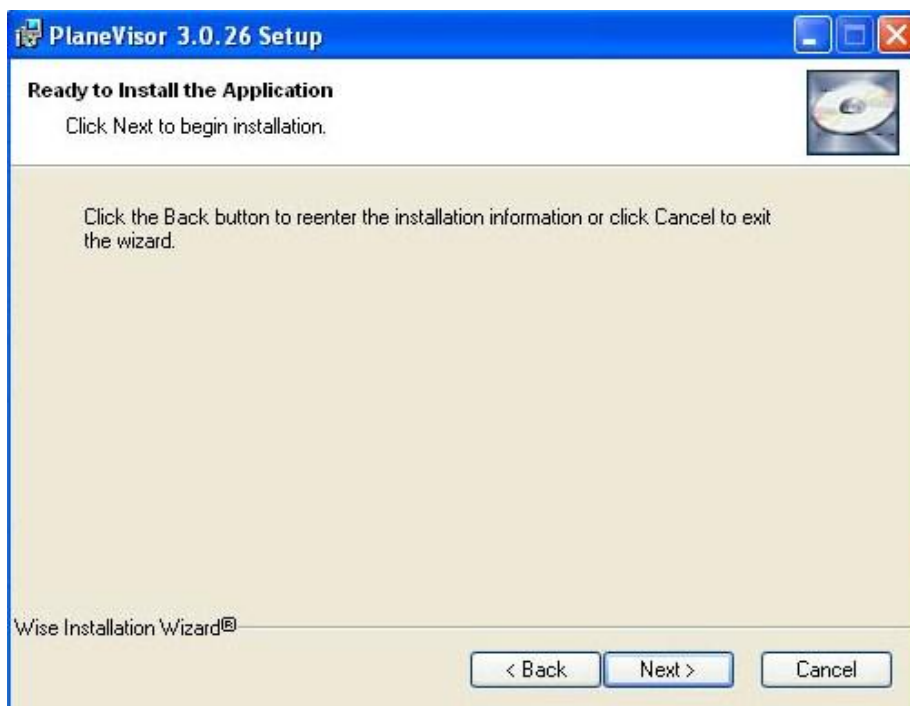 PlaneVisor 3.0.26 Setup
Ready to Install the Application
Click Next to begin installation.
Click the Back button to reenter the installation information or click Cancel to exit
the wizard.
Wise Installation Wizard®
< Back Next > Cancel